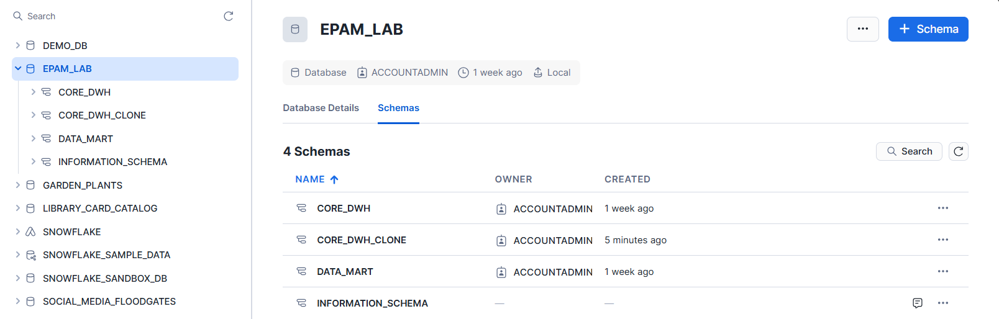 Search
DEMO_DB
EPAM_LAB
CORE_DWH
CORE_DWH_CLONE
DATA_MART
INFORMATION_SCHEMA
GARDEN_PLANTS
LIBRARY_CARD_CATALOG
SNOWFLAKE
SNOWFLAKE_SAMPLE_DATA
SNOWFLAKE_SANDBOX_DB
SOCIAL_MEDIA_FLOODGATES
EPAM_LAB
+ Schema
Database ACCOUNTADMIN 1 week ago Local
Database Details Schemas
4 Schemas
Search
NAME OWNER CREATED
CORE_DWH ACCOUNTADMIN 1 week ago
CORE_DWH_CLONE ACCOUNTADMIN 5 minutes ago
DATA_MART ACCOUNTADMIN 1 week ago
INFORMATION_SCHEMA — —